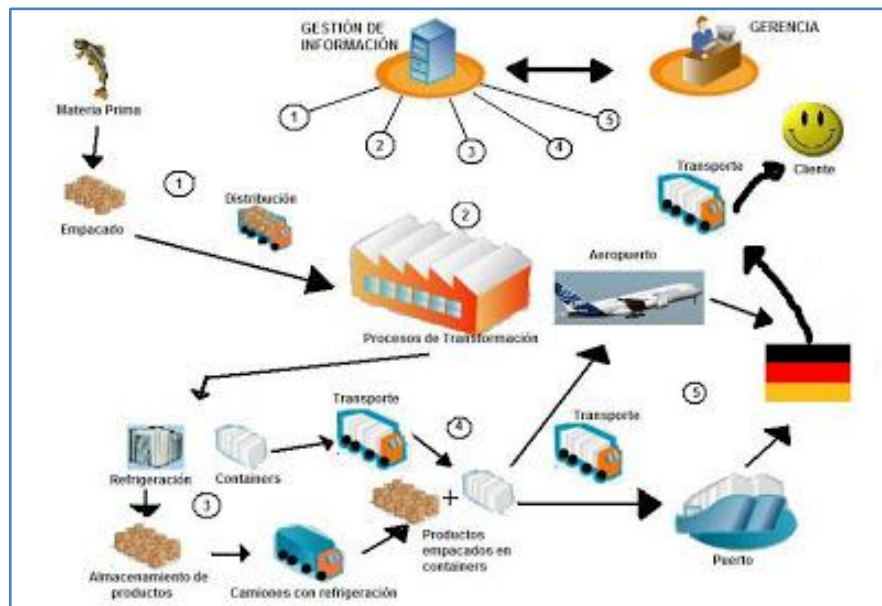 GESTIÓN DE
INFORMACIÓN
GERENCIA
1
2
3
4
5
Materia Prima
Empacado
1
Distribución
2
Procesos de Transformación
Aeropuerto
Transporte
Cliente
Refrigeración
Containers
Transporte
4
Transporte
5
3
Almacenamiento de
productos
Camiones con refrigeración
+
Productos
empacados en
containers
Puerto